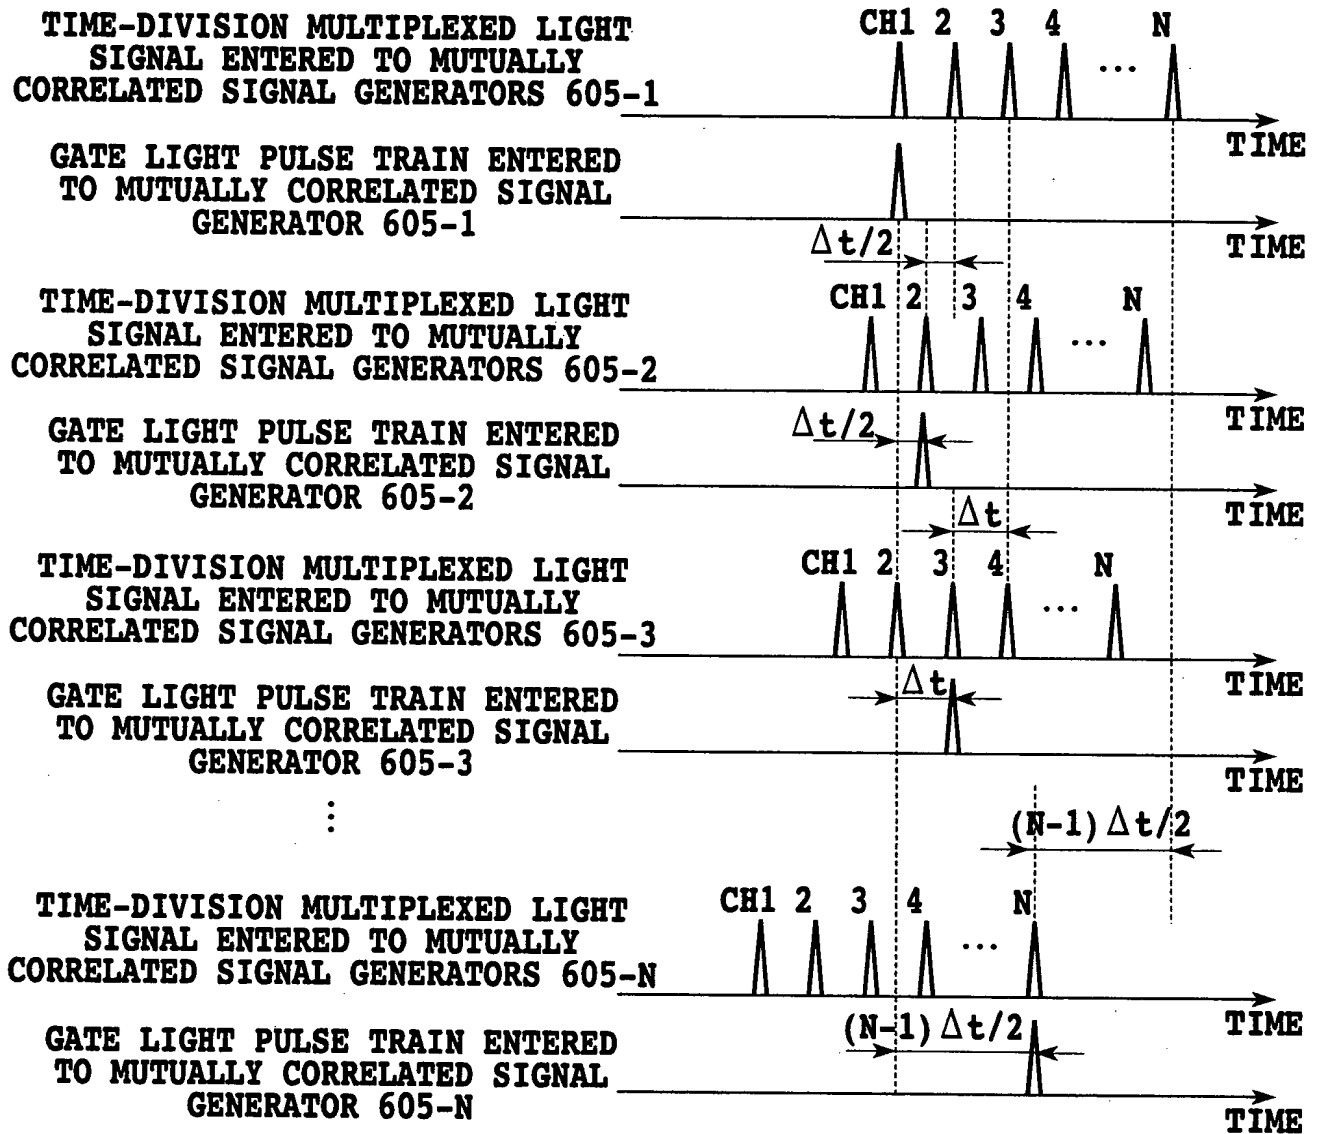 TIME-DIVISION MULTIPLEXED LIGHT
SIGNAL ENTERED TO MUTUALLY
CORRELATED SIGNAL GENERATORS 605-1
CH1 2 3 4 ... N
TIME
GATE LIGHT PULSE TRAIN ENTERED
TO MUTUALLY CORRELATED SIGNAL
GENERATOR 605-1
TIME
Δt/2
TIME-DIVISION MULTIPLEXED LIGHT
SIGNAL ENTERED TO MUTUALLY
CORRELATED SIGNAL GENERATORS 605-2
CH1 2 3 4 ... N
TIME
GATE LIGHT PULSE TRAIN ENTERED
TO MUTUALLY CORRELATED SIGNAL
GENERATOR 605-2
Δt/2
TIME
Δt
TIME-DIVISION MULTIPLEXED LIGHT
SIGNAL ENTERED TO MUTUALLY
CORRELATED SIGNAL GENERATORS 605-3
CH1 2 3 4 ... N
TIME
GATE LIGHT PULSE TRAIN ENTERED
TO MUTUALLY CORRELATED SIGNAL
GENERATOR 605-3
Δt
TIME
(N-1)Δt/2
TIME-DIVISION MULTIPLEXED LIGHT
SIGNAL ENTERED TO MUTUALLY
CORRELATED SIGNAL GENERATORS 605-N
CH1 2 3 4 ... N
TIME
GATE LIGHT PULSE TRAIN ENTERED
TO MUTUALLY CORRELATED SIGNAL
GENERATOR 605-N
(N-1)Δt/2
TIME